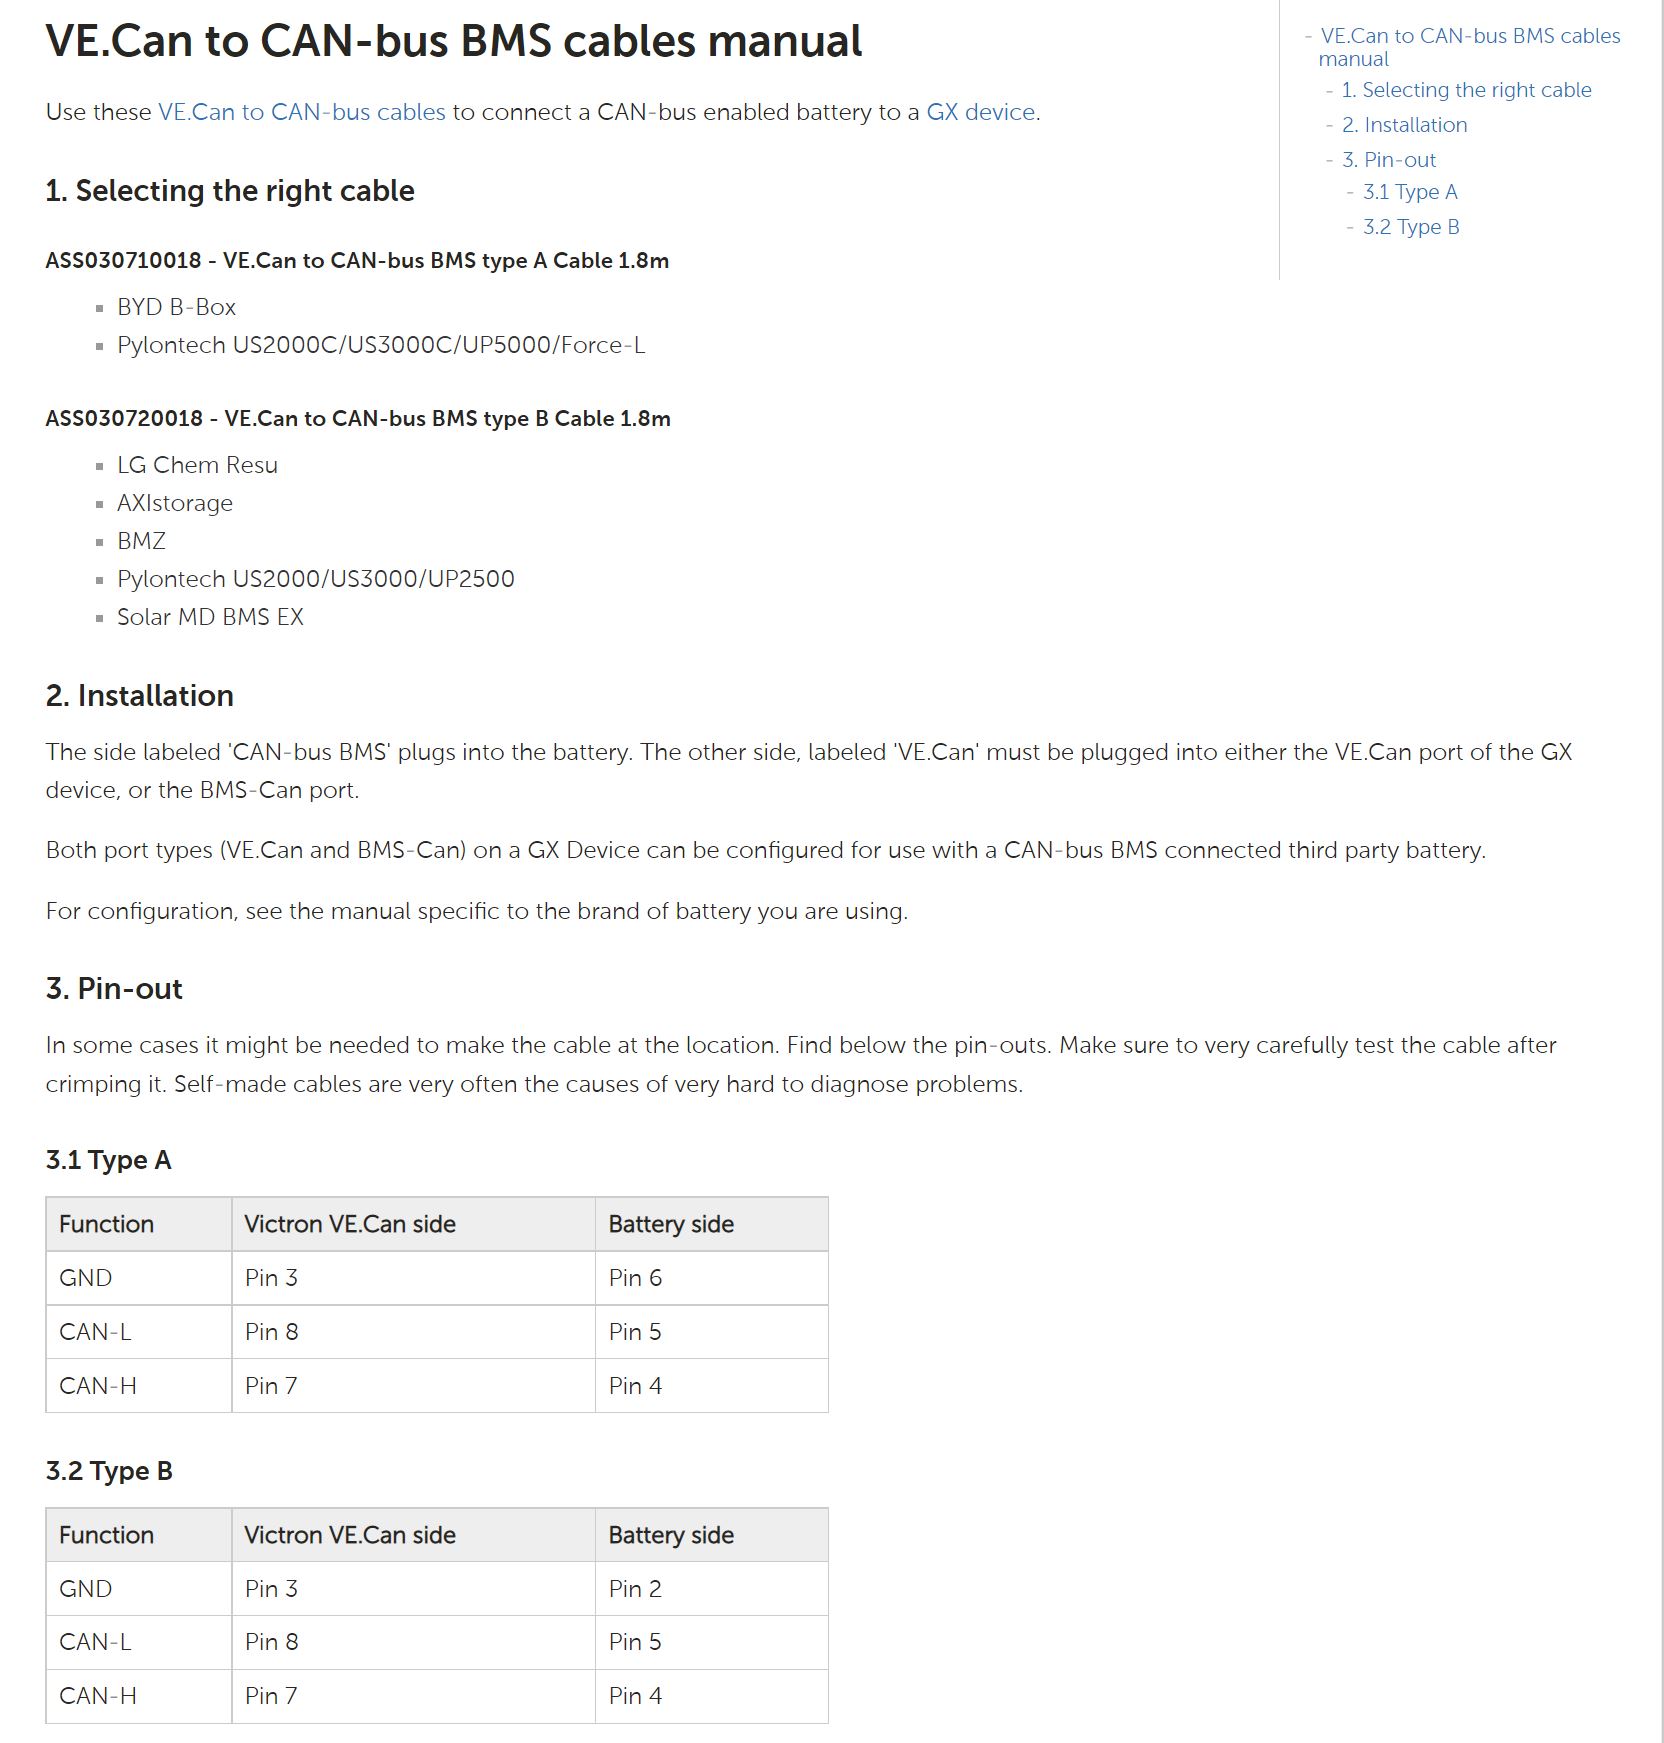 VE.Can to CAN-bus BMS cables manual
Use these VE.Can to CAN-bus cables to connect a CAN-bus enabled battery to a GX device.
1. Selecting the right cable
ASS030710018 - VE.Can to CAN-bus BMS type A Cable 1.8m
BYD B-Box
Pylontech US2000C/US3000C/UP5000/Force-L
ASS030720018 - VE.Can to CAN-bus BMS type B Cable 1.8m
LG Chem Resu
AXIstorage
BMZ
Pylontech US2000/US3000/UP2500
Solar MD BMS EX
2. Installation
The side labeled 'CAN-bus BMS' plugs into the battery. The other side, labeled 'VE.Can' must be plugged into either the VE.Can port of the GX
device, or the BMS-Can port.
Both port types (VE.Can and BMS-Can) on a GX Device can be configured for use with a CAN-bus BMS connected third party battery.
For configuration, see the manual specific to the brand of battery you are using.
3. Pin-out
In some cases it might be needed to make the cable at the location. Find below the pin-outs. Make sure to very carefully test the cable after
crimping it. Self-made cables are very often the causes of very hard to diagnose problems.
3.1 Type A
Function Victron VE.Can side Battery side
GND Pin 3 Pin 6
CAN-L Pin 8 Pin 5
CAN-H Pin 7 Pin 4
3.2 Type B
Function Victron VE.Can side Battery side
GND Pin 3 Pin 2
CAN-L Pin 8 Pin 5
CAN-H Pin 7 Pin 4
- VE.Can to CAN-bus BMS cables
manual
- 1. Selecting the right cable
- 2. Installation
- 3. Pin-out
- 3.1 Type A
- 3.2 Type B